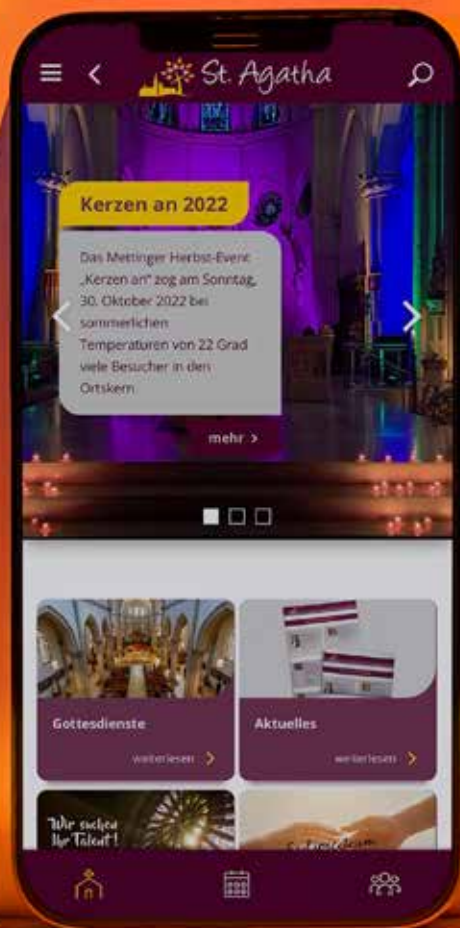 St. Agatha
Kerzen an 2022
Das Mettinger Herbst-Event
„Kerzen an" zog am Sonntag,
30. Oktober 2022 bei
sommerlichen
Temperaturen von 22 Grad
viele Besucher in den
Ortskern.
mehr >
Gottesdienste
weiterlesen >
Aktuelles
weiterlesen >
Wir suchen
Ihr Talent!